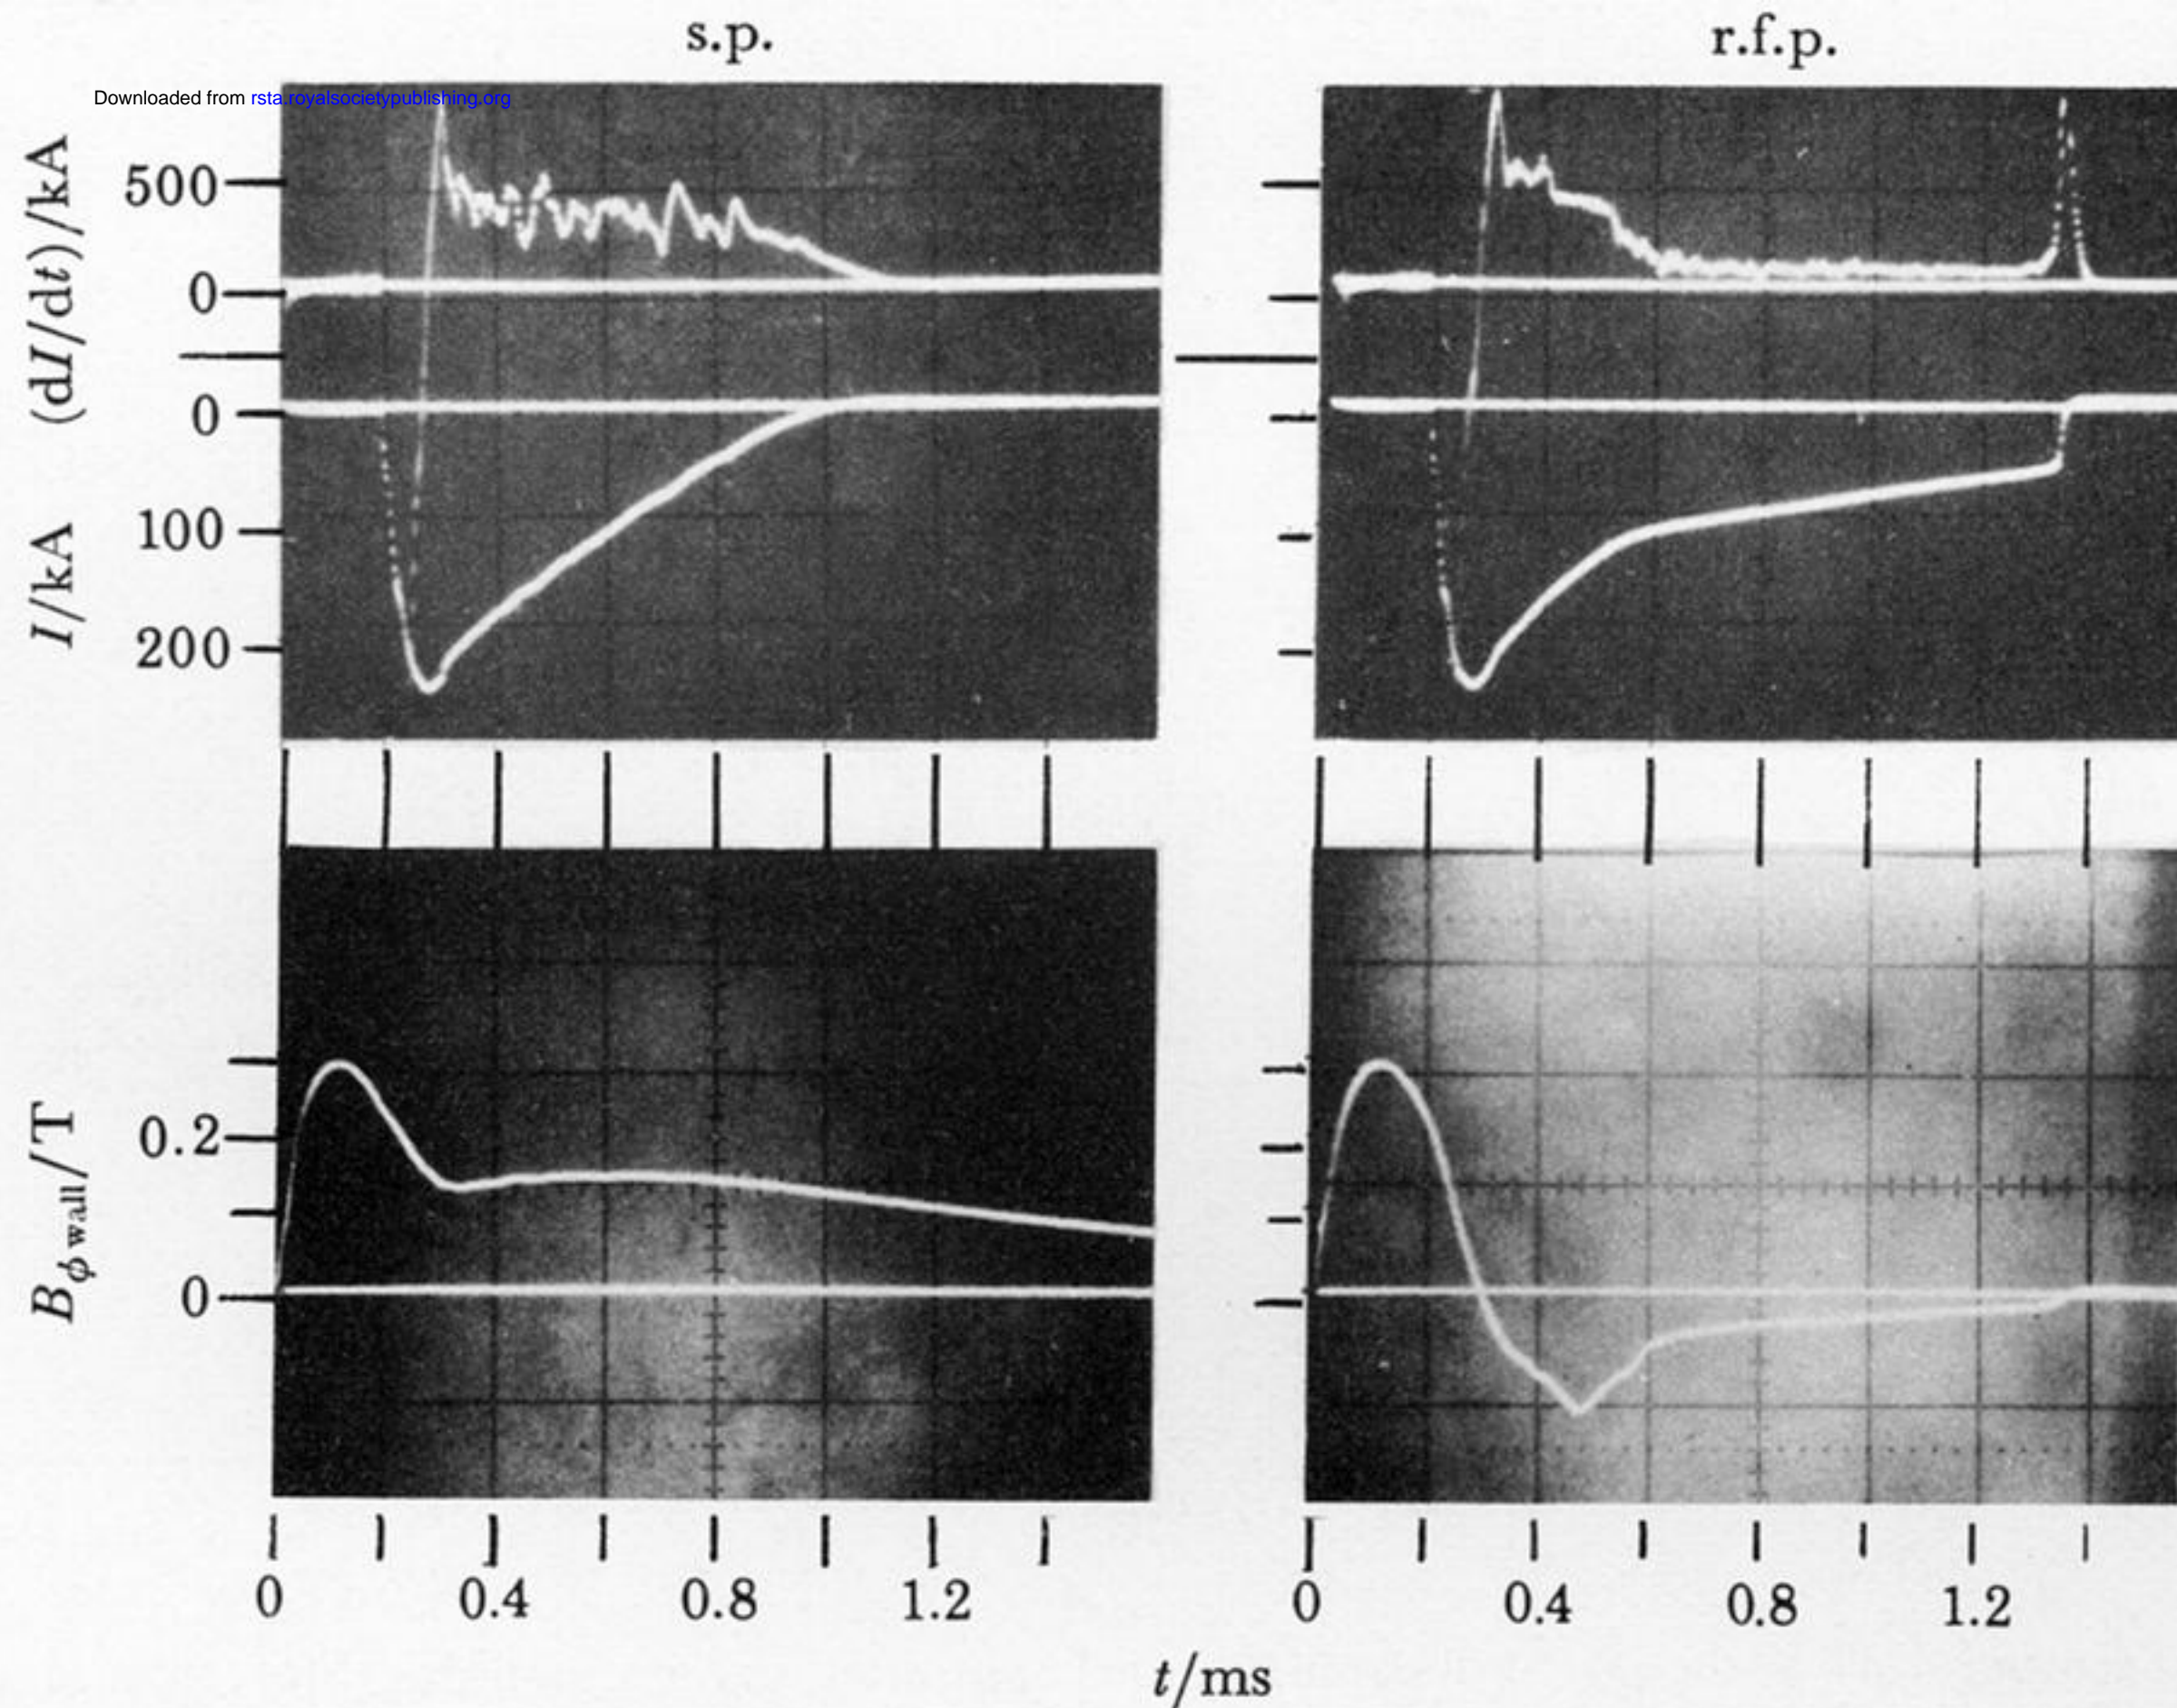 s.p.
r.f.p.
Downloaded from rsta.royalsocietypublishing.org
(dI/dt)/kA
500
0
I/kA
0
100
200
B_ϕ wall/T
0.2
0
0 0.4 0.8 1.2
0 0.4 0.8 1.2
t/ms